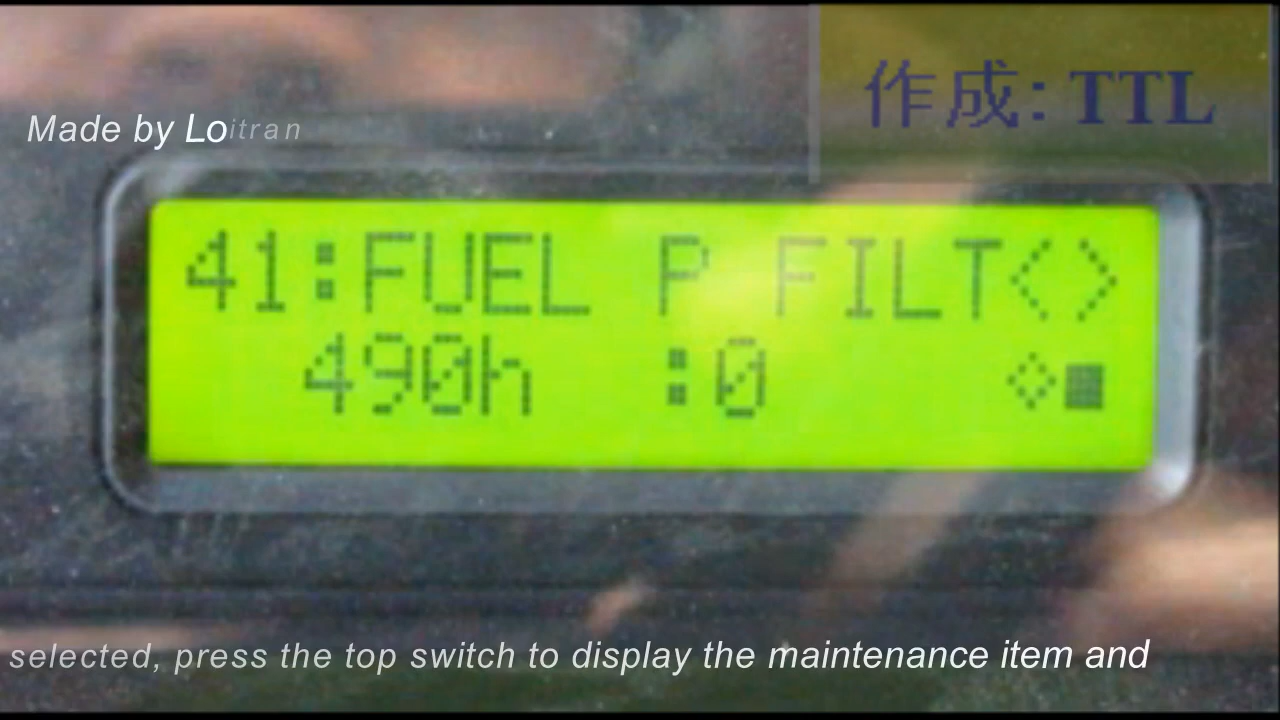 作成: TTL
Made by Loitran
41:FUEL P FILT<>
490h :0 ◇■
selected, press the top switch to display the maintenance item and